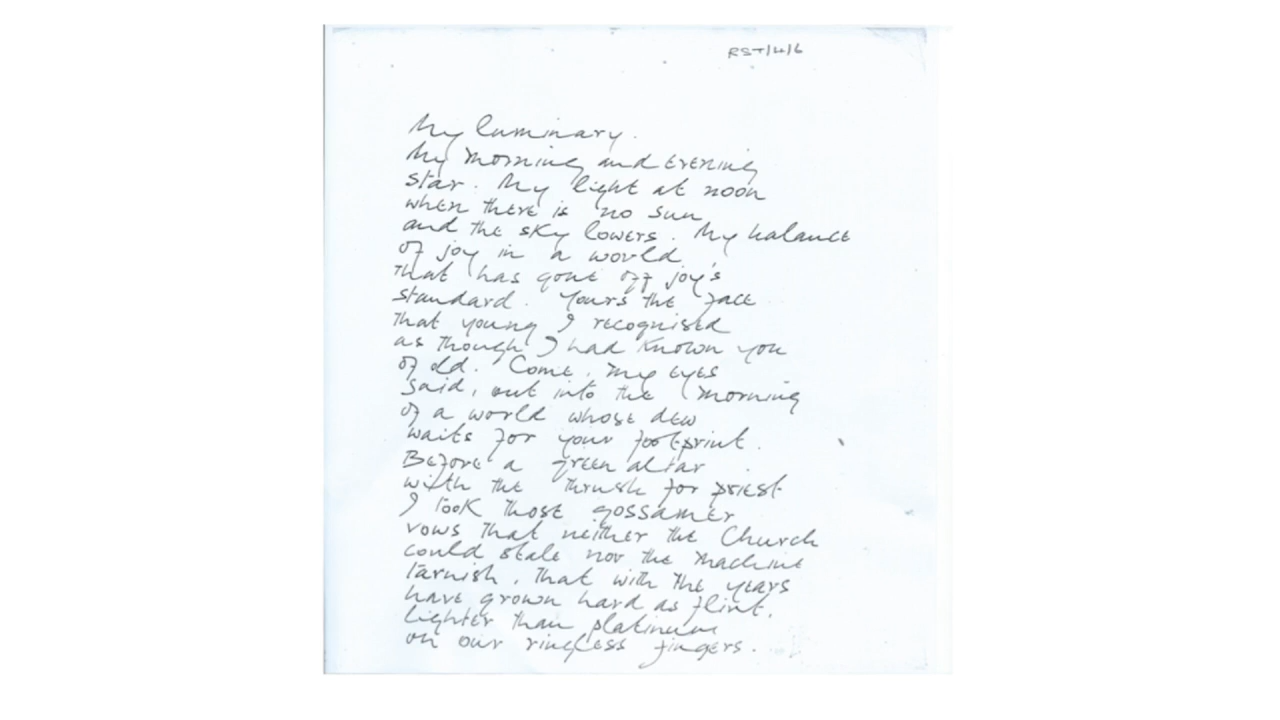 RST/4/6
My luminary.
My morning and evening
star. My light at noon
when there is no sun
and the sky lowers. My balance
of joy in a world
that has gone off joy's
standard. Yours the face
that young I recognised
as though I had known you
of old. Come, my eyes
said, out into the morning
of a world whose dew
waits for your footprint.
Before a green altar
with the thrush for priest
I took those gossamer
vows that neither the Church
could stale nor the machine
tarnish, that with the years
have grown hard as flint,
lighter than platinum
on our ringless fingers.